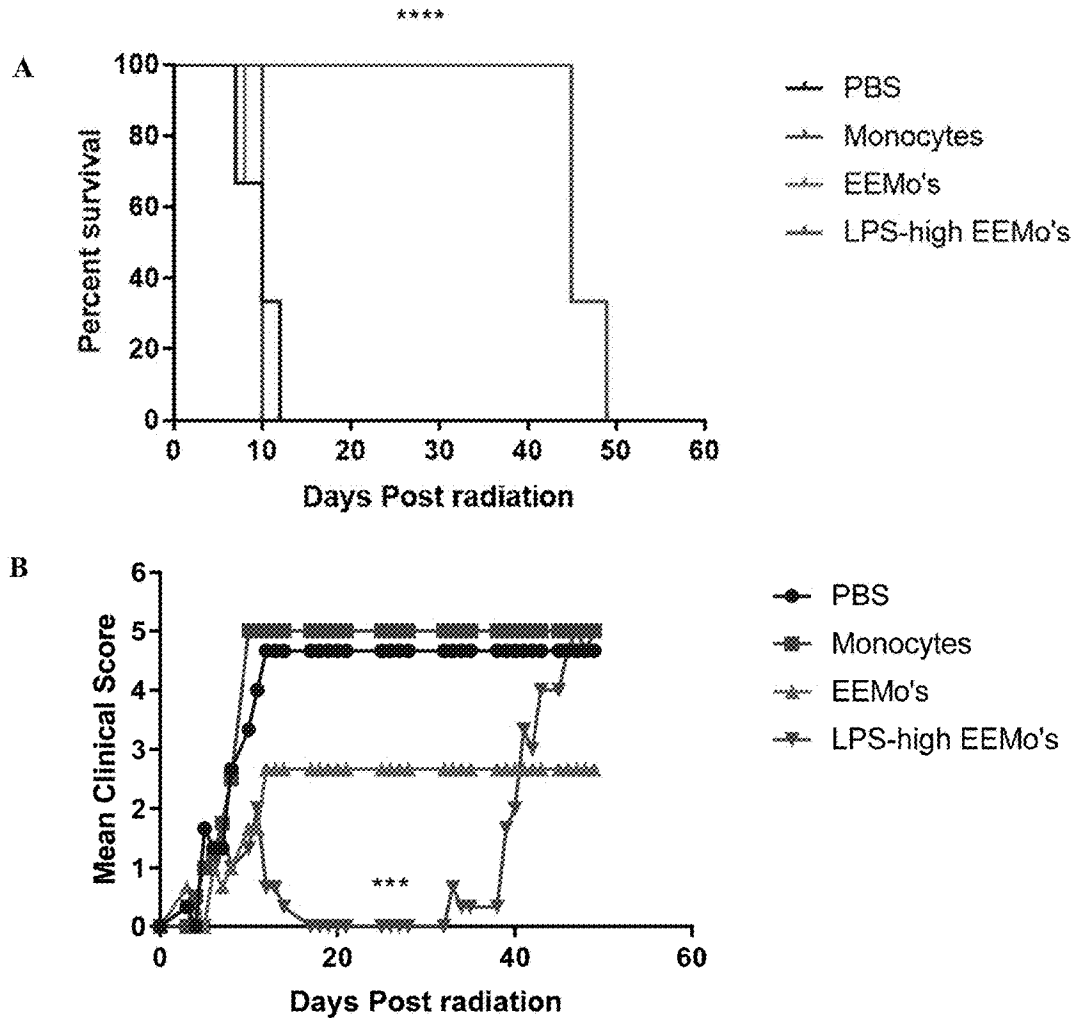 ****
A
Percent survival
100
80
60
40
20
0
0 10 20 30 40 50 60
Days Post radiation
PBS
Monocytes
EEMo's
LPS-high EEMo's
B
Mean Clinical Score
6
5
4
3
2
1
0
***
0 20 40 60
Days Post radiation
PBS
Monocytes
EEMo's
LPS-high EEMo's